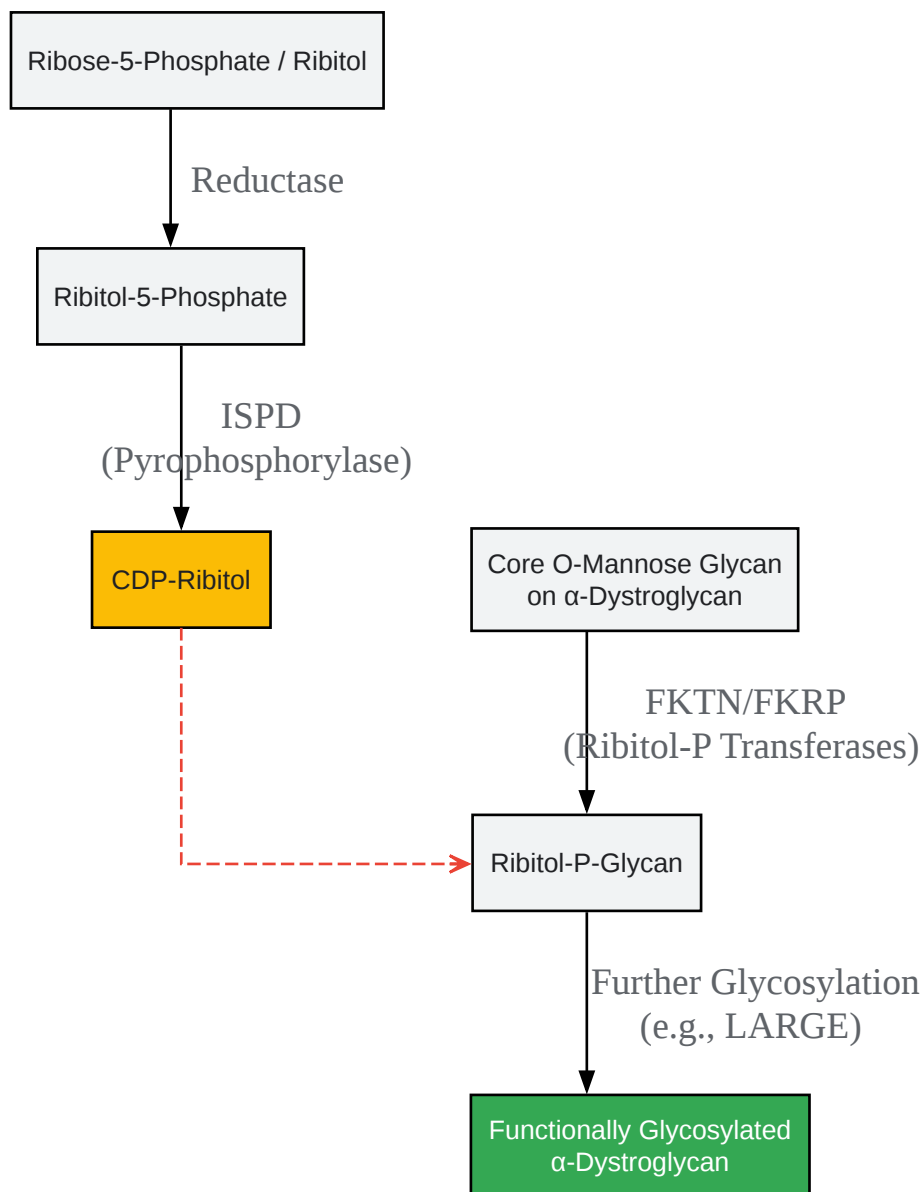 Ribose-5-Phosphate / Ribitol
Reductase
Ribitol-5-Phosphate
ISPD
(Pyrophosphorylase)
CDP-Ribitol
Core O-Mannose Glycan
on α-Dystroglycan
FKTN/FKRP
(Ribitol-P Transferases)
Ribitol-P-Glycan
Further Glycosylation
(e.g., LARGE)
Functionally Glycosylated
α-Dystroglycan